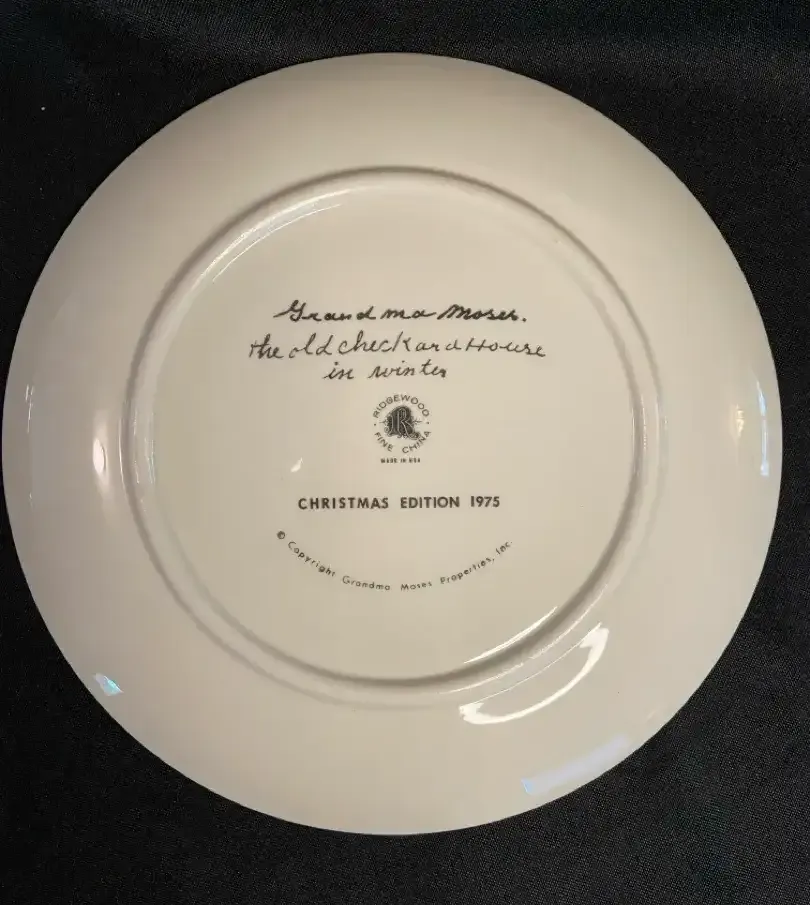 Grandma Moses.
the old checkard House
in winter
· RIDGEWOOD ·
R
FINE CHINA
MADE IN USA
CHRISTMAS EDITION 1975
© Copyright Grandma Moses Properties, Inc.